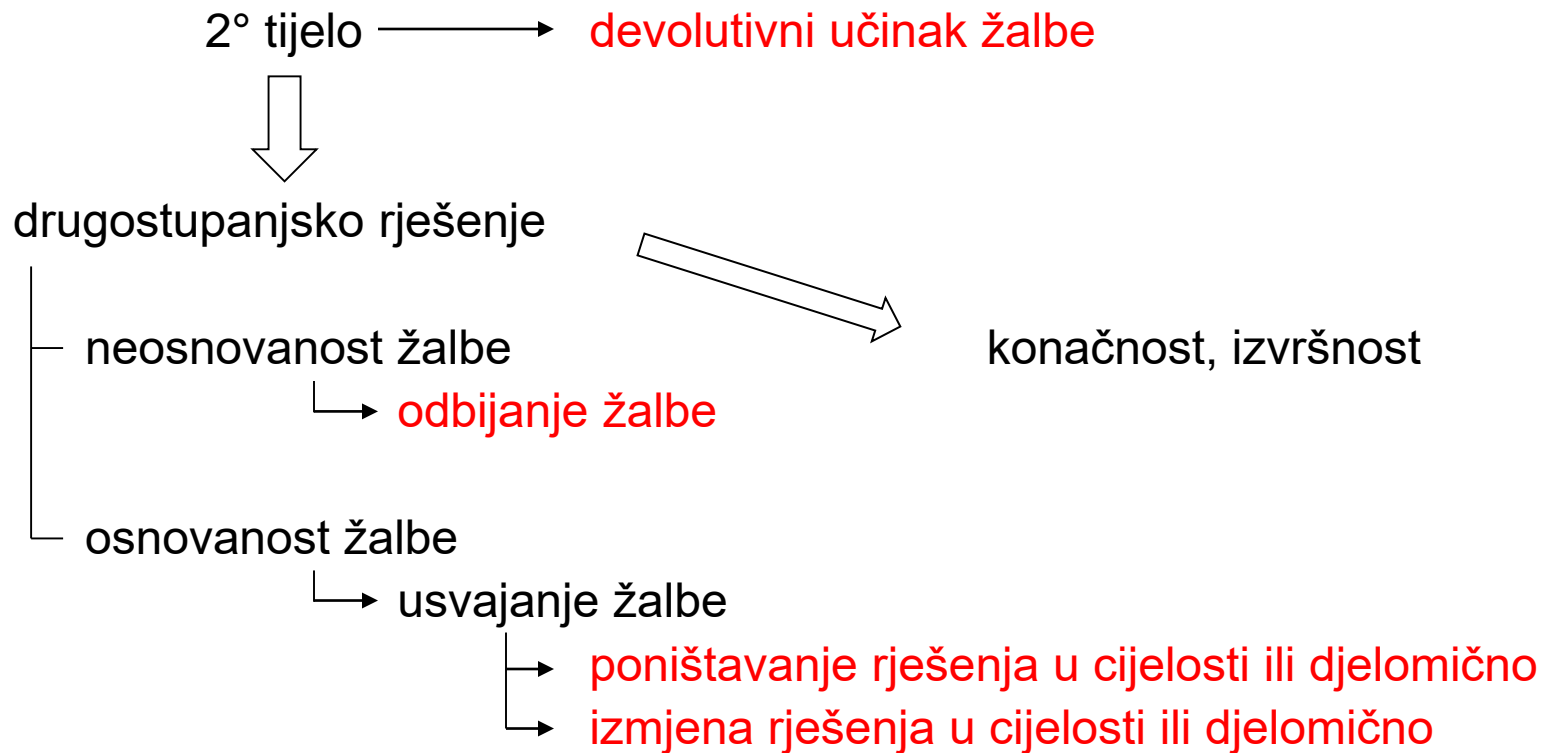 2° tijelo
devolutivni učinak žalbe
drugostupanjsko rješenje
neosnovanost žalbe
konačnost, izvršnost
odbijanje žalbe
osnovanost žalbe
usvajanje žalbe
poništavanje rješenja u cijelosti ili djelomično
izmjena rješenja u cijelosti ili djelomično